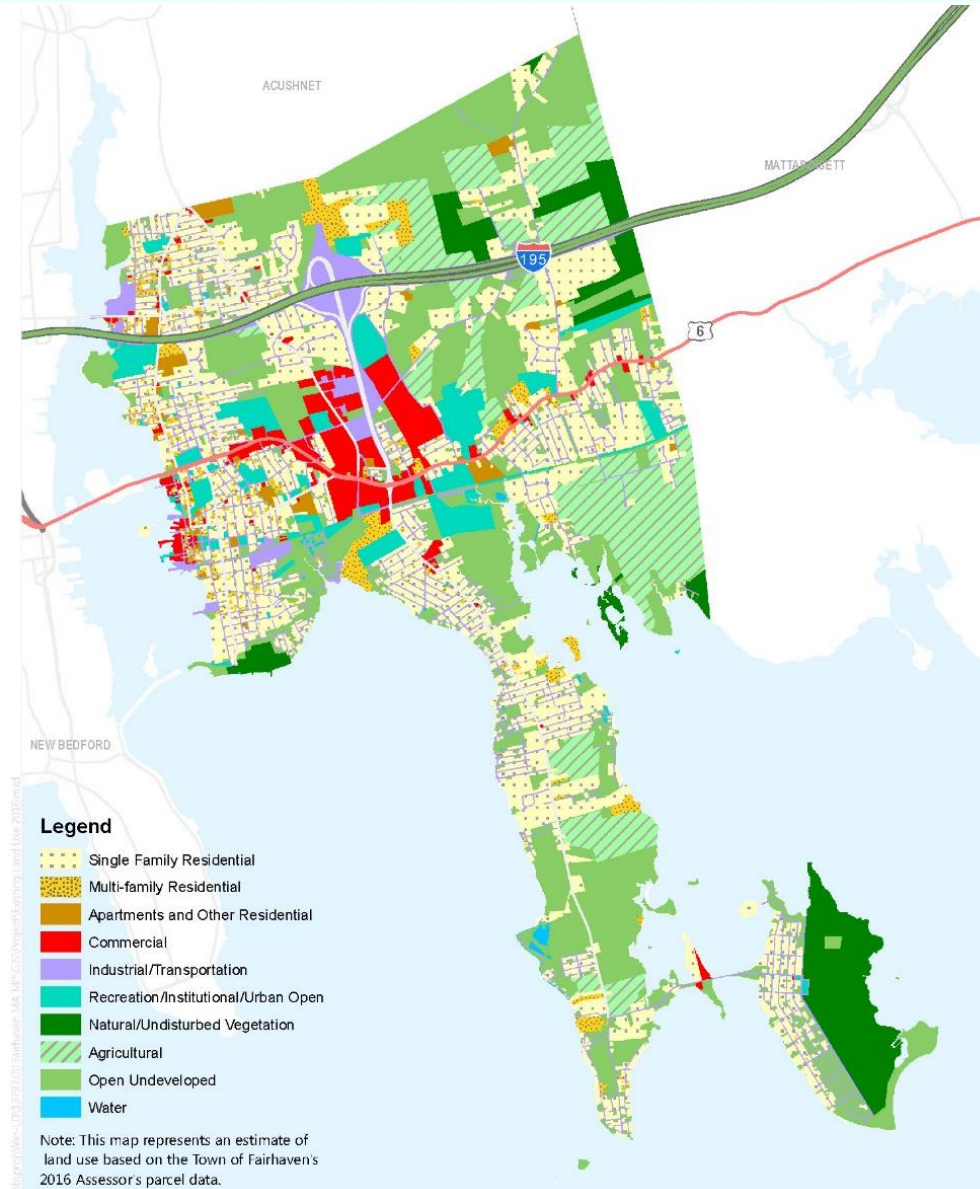 ACUSHNET
MATTAPOISETT
195
6
NEW BEDFORD
Legend
Single Family Residential
Multi-family Residential
Apartments and Other Residential
Commercial
Industrial/Transportation
Recreation/Institutional/Urban Open
Natural/Undisturbed Vegetation
Agricultural
Open Undeveloped
Water
Note: This map represents an estimate of
land use based on the Town of Fairhaven's
2016 Assessor's parcel data.